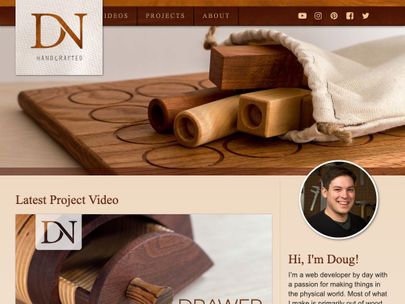 DN
HANDCRAFTED
VIDEOS
PROJECTS
ABOUT
Latest Project Video
DN
DRAWER
Hi, I'm Doug!
I'm a web developer by day with
a passion for making things in
the physical world. Most of what
I make is primarily out of wood